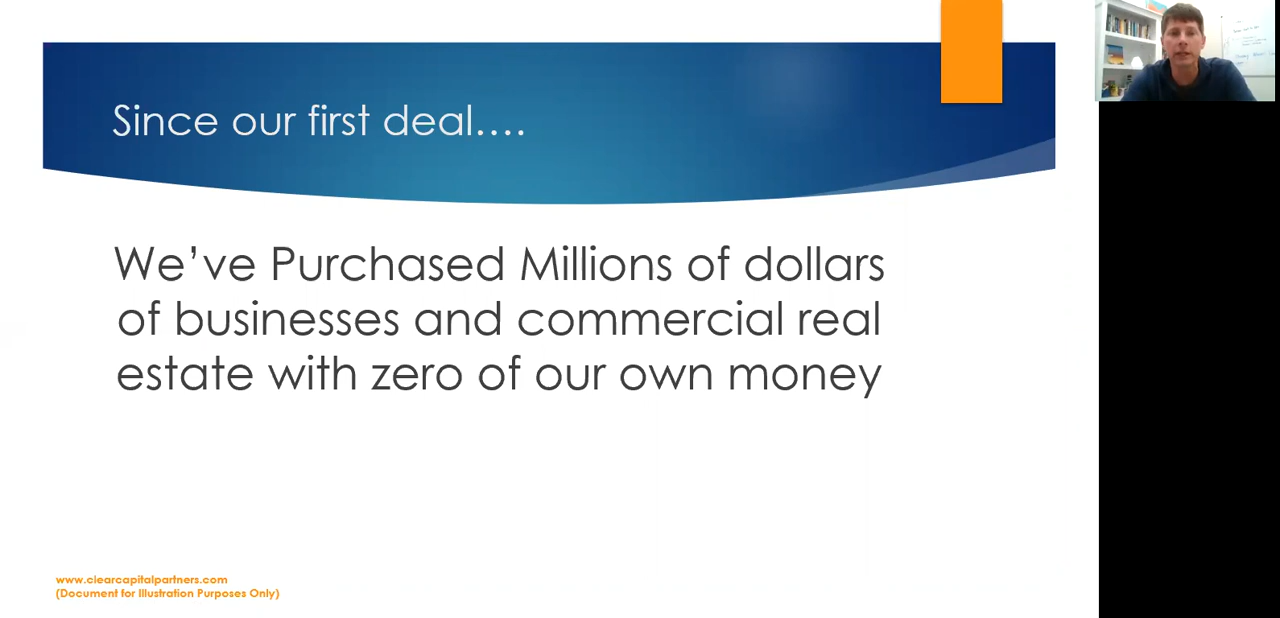 Since our first deal....
We’ve Purchased Millions of dollars
of businesses and commercial real
estate with zero of our own money
www.clearcapitalpartners.com
(Document for Illustration Purposes Only)